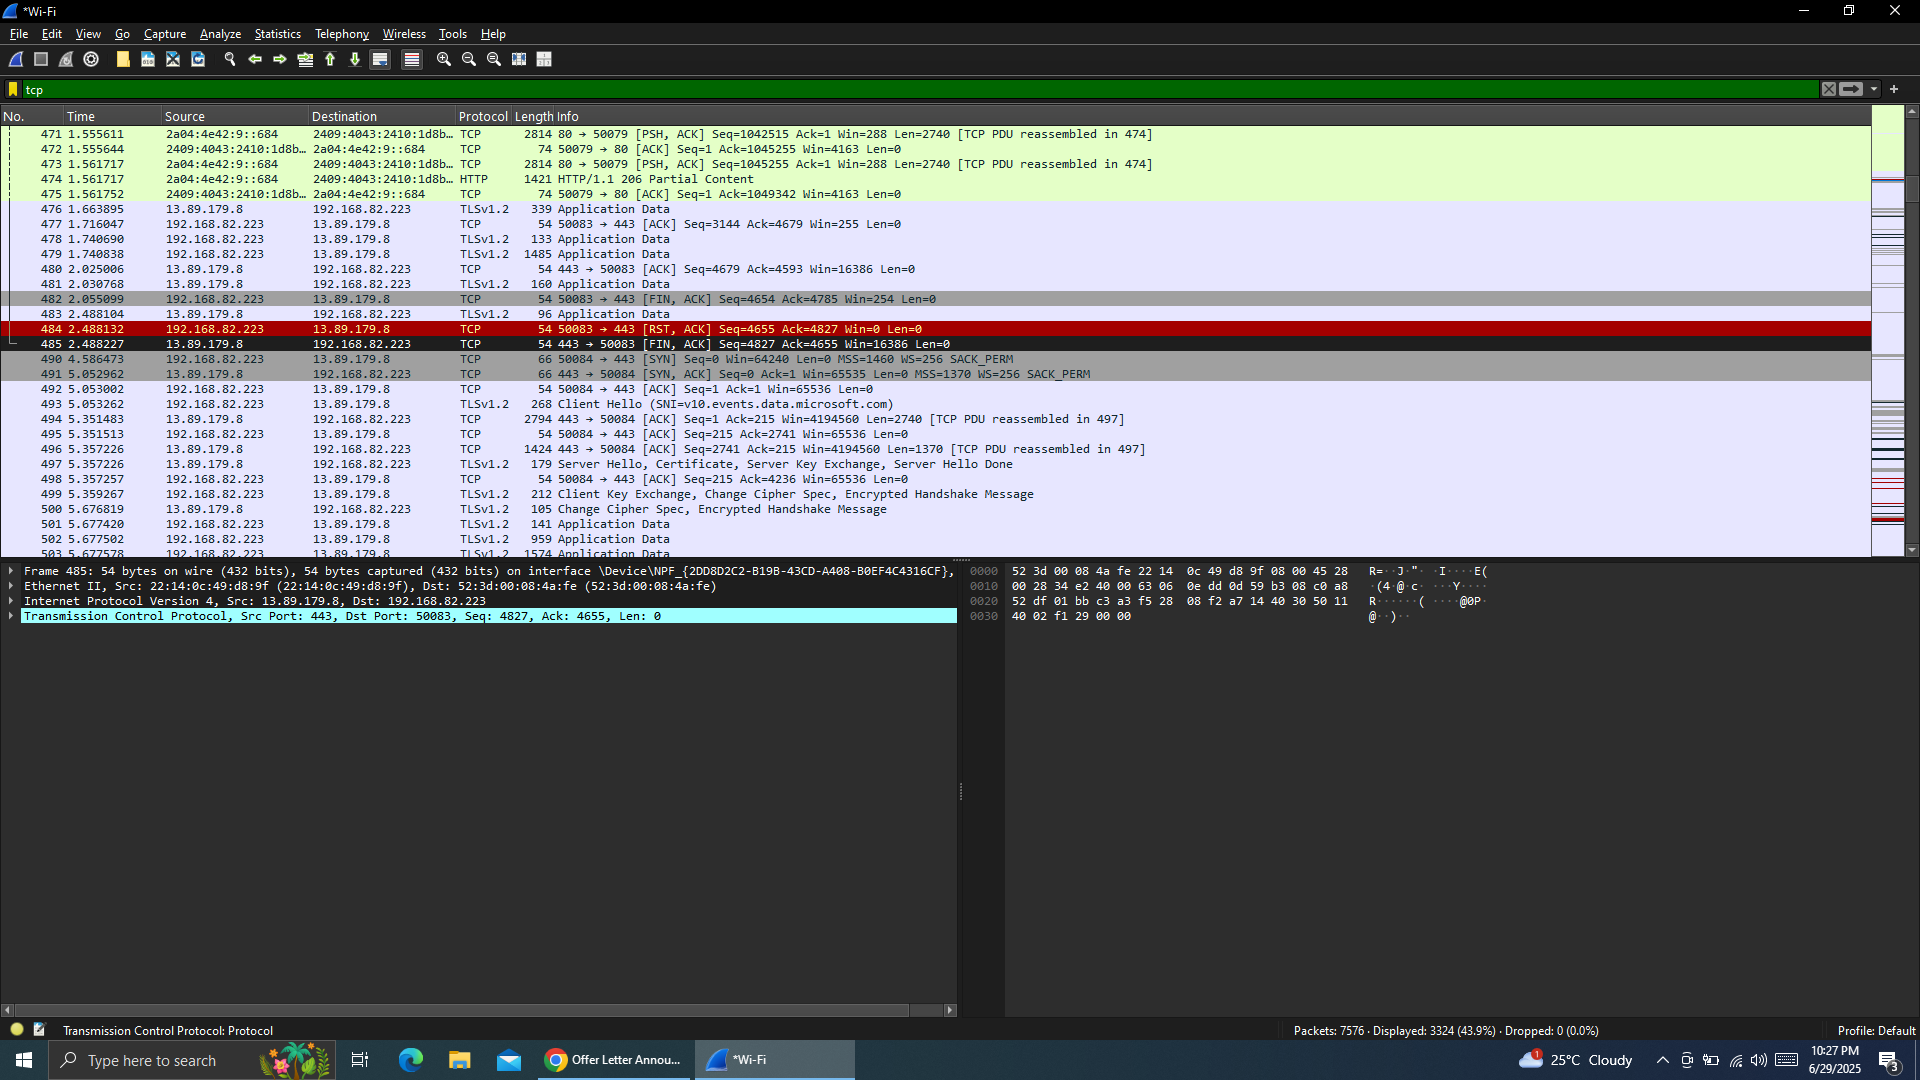 *Wi-Fi
File Edit View Go Capture Analyze Statistics Telephony Wireless Tools Help
tcp
No. Time Source Destination Protocol Length Info
471 1.555611 2a04:4e42:9::684 2409:4043:2410:1d8b… TCP 2814 80 → 50079 [PSH, ACK] Seq=1042515 Ack=1 Win=288 Len=2740 [TCP PDU reassembled in 474]
472 1.555644 2409:4043:2410:1d8b… 2a04:4e42:9::684 TCP 74 50079 → 80 [ACK] Seq=1 Ack=1045255 Win=4163 Len=0
473 1.561717 2a04:4e42:9::684 2409:4043:2410:1d8b… TCP 2814 80 → 50079 [PSH, ACK] Seq=1045255 Ack=1 Win=288 Len=2740 [TCP PDU reassembled in 474]
474 1.561717 2a04:4e42:9::684 2409:4043:2410:1d8b… HTTP 1421 HTTP/1.1 206 Partial Content
475 1.561752 2409:4043:2410:1d8b… 2a04:4e42:9::684 TCP 74 50079 → 80 [ACK] Seq=1 Ack=1049342 Win=4163 Len=0
476 1.663895 13.89.179.8 192.168.82.223 TLSv1.2 339 Application Data
477 1.716047 192.168.82.223 13.89.179.8 TCP 54 50083 → 443 [ACK] Seq=3144 Ack=4679 Win=255 Len=0
478 1.740690 192.168.82.223 13.89.179.8 TLSv1.2 133 Application Data
479 1.740838 192.168.82.223 13.89.179.8 TLSv1.2 1485 Application Data
480 2.025006 13.89.179.8 192.168.82.223 TCP 54 443 → 50083 [ACK] Seq=4679 Ack=4593 Win=16386 Len=0
481 2.030768 13.89.179.8 192.168.82.223 TLSv1.2 160 Application Data
482 2.055099 192.168.82.223 13.89.179.8 TCP 54 50083 → 443 [FIN, ACK] Seq=4654 Ack=4785 Win=254 Len=0
483 2.488104 13.89.179.8 192.168.82.223 TLSv1.2 96 Application Data
484 2.488132 192.168.82.223 13.89.179.8 TCP 54 50083 → 443 [RST, ACK] Seq=4655 Ack=4827 Win=0 Len=0
485 2.488227 13.89.179.8 192.168.82.223 TCP 54 443 → 50083 [FIN, ACK] Seq=4827 Ack=4655 Win=16386 Len=0
490 4.586473 192.168.82.223 13.89.179.8 TCP 66 50084 → 443 [SYN] Seq=0 Win=64240 Len=0 MSS=1460 WS=256 SACK_PERM
491 5.052962 13.89.179.8 192.168.82.223 TCP 66 443 → 50084 [SYN, ACK] Seq=0 Ack=1 Win=65535 Len=0 MSS=1370 WS=256 SACK_PERM
492 5.053002 192.168.82.223 13.89.179.8 TCP 54 50084 → 443 [ACK] Seq=1 Ack=1 Win=65536 Len=0
493 5.053262 192.168.82.223 13.89.179.8 TLSv1.2 268 Client Hello (SNI=v10.events.data.microsoft.com)
494 5.351483 13.89.179.8 192.168.82.223 TCP 2794 443 → 50084 [ACK] Seq=1 Ack=215 Win=4194560 Len=2740 [TCP PDU reassembled in 497]
495 5.351513 192.168.82.223 13.89.179.8 TCP 54 50084 → 443 [ACK] Seq=215 Ack=2741 Win=65536 Len=0
496 5.357226 13.89.179.8 192.168.82.223 TCP 1424 443 → 50084 [ACK] Seq=2741 Ack=215 Win=4194560 Len=1370 [TCP PDU reassembled in 497]
497 5.357226 13.89.179.8 192.168.82.223 TLSv1.2 179 Server Hello, Certificate, Server Key Exchange, Server Hello Done
498 5.357257 192.168.82.223 13.89.179.8 TCP 54 50084 → 443 [ACK] Seq=215 Ack=4236 Win=65536 Len=0
499 5.359267 192.168.82.223 13.89.179.8 TLSv1.2 212 Client Key Exchange, Change Cipher Spec, Encrypted Handshake Message
500 5.676819 13.89.179.8 192.168.82.223 TLSv1.2 105 Change Cipher Spec, Encrypted Handshake Message
501 5.677420 192.168.82.223 13.89.179.8 TLSv1.2 141 Application Data
502 5.677502 192.168.82.223 13.89.179.8 TLSv1.2 959 Application Data
503 5.677578 192.168.82.223 13.89.179.8 TLSv1.2 1574 Application Data
Frame 485: 54 bytes on wire (432 bits), 54 bytes captured (432 bits) on interface \Device\NPF_{2DD8D2C2-B19B-43CD-A408-B0EF4C4316CF},
Ethernet II, Src: 22:14:0c:49:d8:9f (22:14:0c:49:d8:9f), Dst: 52:3d:00:08:4a:fe (52:3d:00:08:4a:fe)
Internet Protocol Version 4, Src: 13.89.179.8, Dst: 192.168.82.223
Transmission Control Protocol, Src Port: 443, Dst Port: 50083, Seq: 4827, Ack: 4655, Len: 0
0000 52 3d 00 08 4a fe 22 14 0c 49 d8 9f 08 00 45 28 R=··J·"· ·I····E(
0010 00 28 34 e2 40 00 63 06 0e dd 0d 59 b3 08 c0 a8 ·(4·@·c· ···Y····
0020 52 df 01 bb c3 a3 f5 28 08 f2 a7 14 40 30 50 11 R······( ····@0P·
0030 40 02 f1 29 00 00 @··)··
Transmission Control Protocol: Protocol
Packets: 7576 · Displayed: 3324 (43.9%) · Dropped: 0 (0.0%)
Profile: Default
Type here to search
Offer Letter Annou...
*Wi-Fi
1
25°C Cloudy
10:27 PM
6/29/2025
3